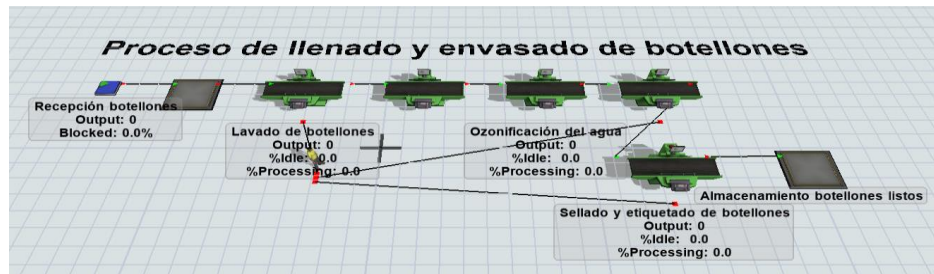 Proceso de llenado y envasado de botellones
Recepción botellones
Output: 0
Blocked: 0.0%
Lavado de botellones
Output: 0
%Idle: 0.0
%Processing: 0.0
Ozonificación del agua
Output: 0
%Idle: 0.0
%Processing: 0.0
Almacenamiento botellones listos
Sellado y etiquetado de botellones
Output: 0
%Idle: 0.0
%Processing: 0.0